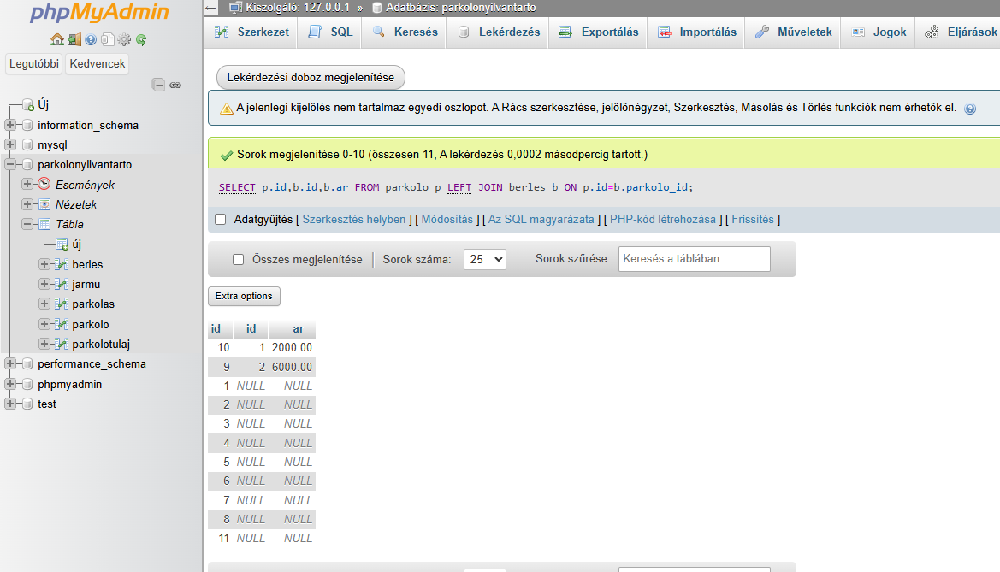 phpMyAdmin
Legutóbbi Kedvencek
Új
information_schema
mysql
parkolonyilvantarto
Események
Nézetek
Tábla
új
berles
jarmu
parkolas
parkolo
parkolotulaj
performance_schema
phpmyadmin
test
← Kiszolgáló: 127.0.0.1 » Adatbázis: parkolonyilvantarto
Szerkezet SQL Keresés Lekérdezés Exportálás Importálás Műveletek Jogok Eljárások
Lekérdezési doboz megjelenítése
A jelenlegi kijelölés nem tartalmaz egyedi oszlopot. A Rács szerkesztése, jelölőnégyzet, Szerkesztés, Másolás és Törlés funkciók nem érhetők el.
Sorok megjelenítése 0-10 (összesen 11, A lekérdezés 0,0002 másodpercig tartott.)
SELECT p.id,b.id,b.ar FROM parkolo p LEFT JOIN berles b ON p.id=b.parkolo_id;
Adatgyűjtés [ Szerkesztés helyben ] [ Módosítás ] [ Az SQL magyarázata ] [ PHP-kód létrehozása ] [ Frissítés ]
Összes megjelenítése Sorok száma: 25 Sorok szűrése: Keresés a táblában
Extra options
id id ar
10 1 2000.00
9 2 6000.00
1 NULL NULL
2 NULL NULL
3 NULL NULL
4 NULL NULL
5 NULL NULL
6 NULL NULL
7 NULL NULL
8 NULL NULL
11 NULL NULL